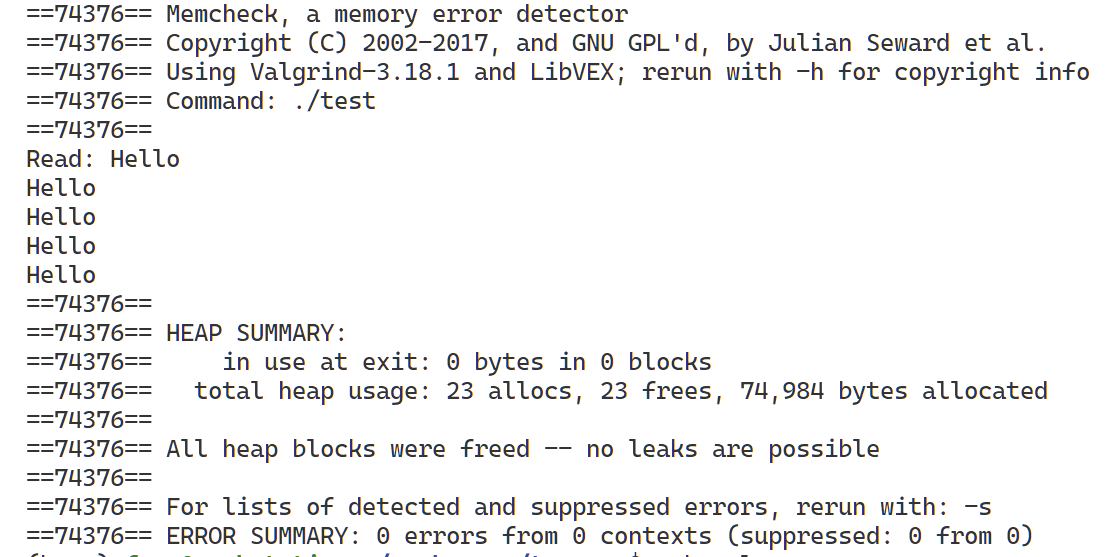 ==74376== Memcheck, a memory error detector
==74376== Copyright (C) 2002-2017, and GNU GPL'd, by Julian Seward et al.
==74376== Using Valgrind-3.18.1 and LibVEX; rerun with -h for copyright info
==74376== Command: ./test
==74376==
Read: Hello
Hello
Hello
Hello
Hello
==74376==
==74376== HEAP SUMMARY:
==74376==     in use at exit: 0 bytes in 0 blocks
==74376==   total heap usage: 23 allocs, 23 frees, 74,984 bytes allocated
==74376==
==74376== All heap blocks were freed -- no leaks are possible
==74376==
==74376== For lists of detected and suppressed errors, rerun with: -s
==74376== ERROR SUMMARY: 0 errors from 0 contexts (suppressed: 0 from 0)